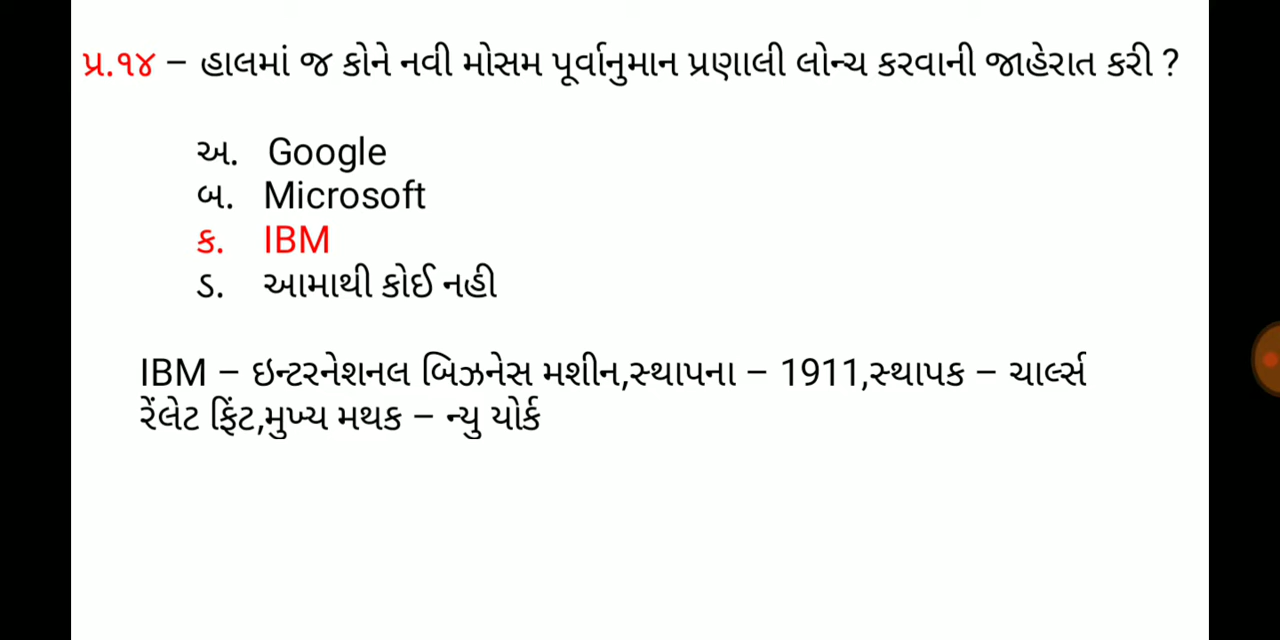 પ્ર.૧૪ – હાલમાં જ કોને નવી મોસમ પૂર્વાનુમાન પ્રણાલી લોન્ચ કરવાની જાહેરાત કરી ?
અ. Google
બ. Microsoft
ક. IBM
ડ. આમાથી કોઈ નહી
IBM – ઇન્ટરનેશનલ બિઝનેસ મશીન,સ્થાપના – 1911,સ્થાપક – ચાર્લ્સ
રેંલેટ ફ્લિંટ,મુખ્ય મથક – ન્યુ યોર્ક